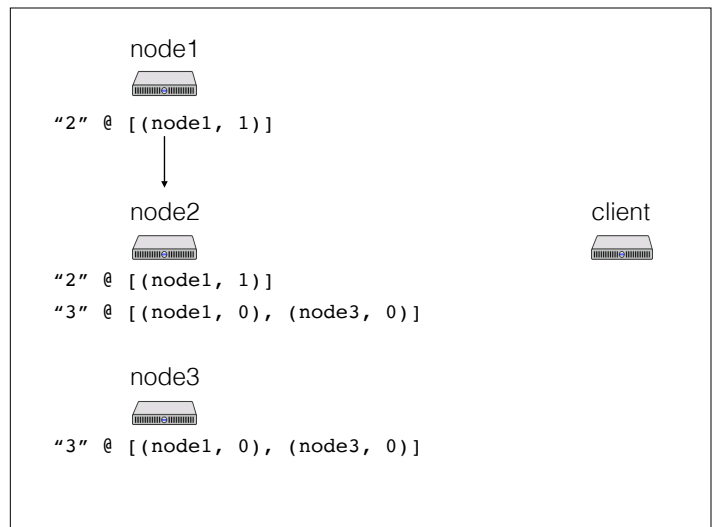 node1
“2” @ [(node1, 1)]
node2
client
“2” @ [(node1, 1)]
“3” @ [(node1, 0), (node3, 0)]
node3
“3” @ [(node1, 0), (node3, 0)]